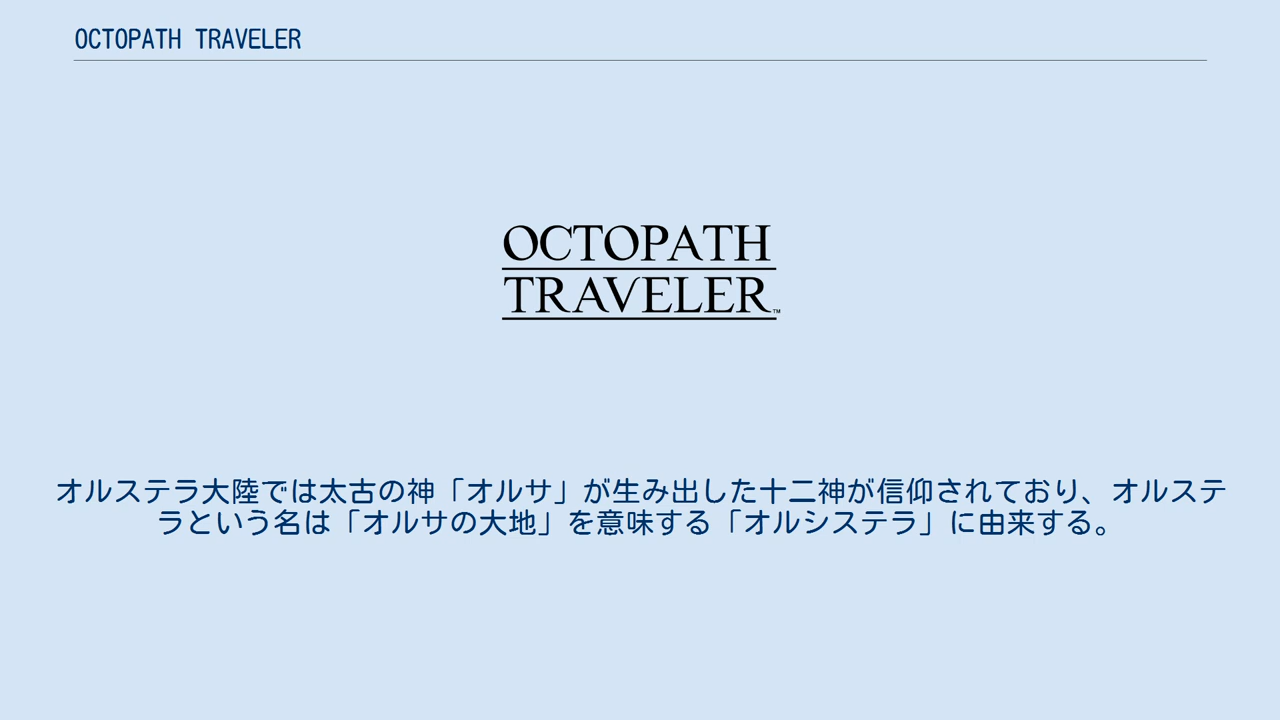 OCTOPATH TRAVELER
OCTOPATH
TRAVELER™
オルステラ大陸では太古の神「オルサ」が生み出した十二神が信仰されており、オルステ
ラという名は「オルサの大地」を意味する「オルシステラ」に由来する。